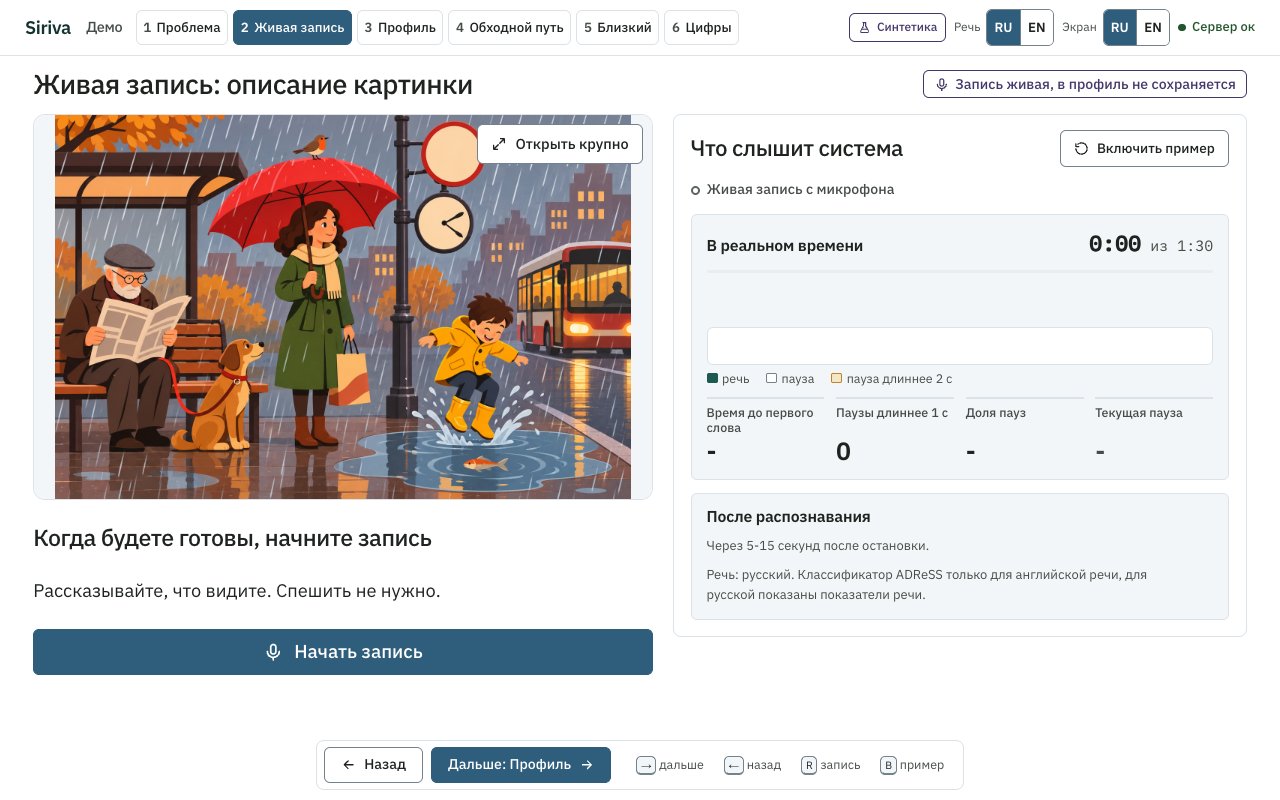 Siriva Демо 1 Проблема 2 Живая запись 3 Профиль 4 Обходной путь 5 Близкий 6 Цифры Синтетика Речь RU EN Экран RU EN Сервер ок
Живая запись: описание картинки
Запись живая, в профиль не сохраняется
Открыть крупно
Что слышит система
Включить пример
Живая запись с микрофона
В реальном времени 0:00 из 1:30
речь пауза пауза длиннее 2 с
Время до первого слова
-
Паузы длиннее 1 с
0
Доля пауз
-
Текущая пауза
-
После распознавания
Через 5-15 секунд после остановки.
Речь: русский. Классификатор ADReSS только для английской речи, для
русской показаны показатели речи.
Когда будете готовы, начните запись
Рассказывайте, что видите. Спешить не нужно.
Начать запись
← Назад Дальше: Профиль → → дальше ← назад R запись B пример